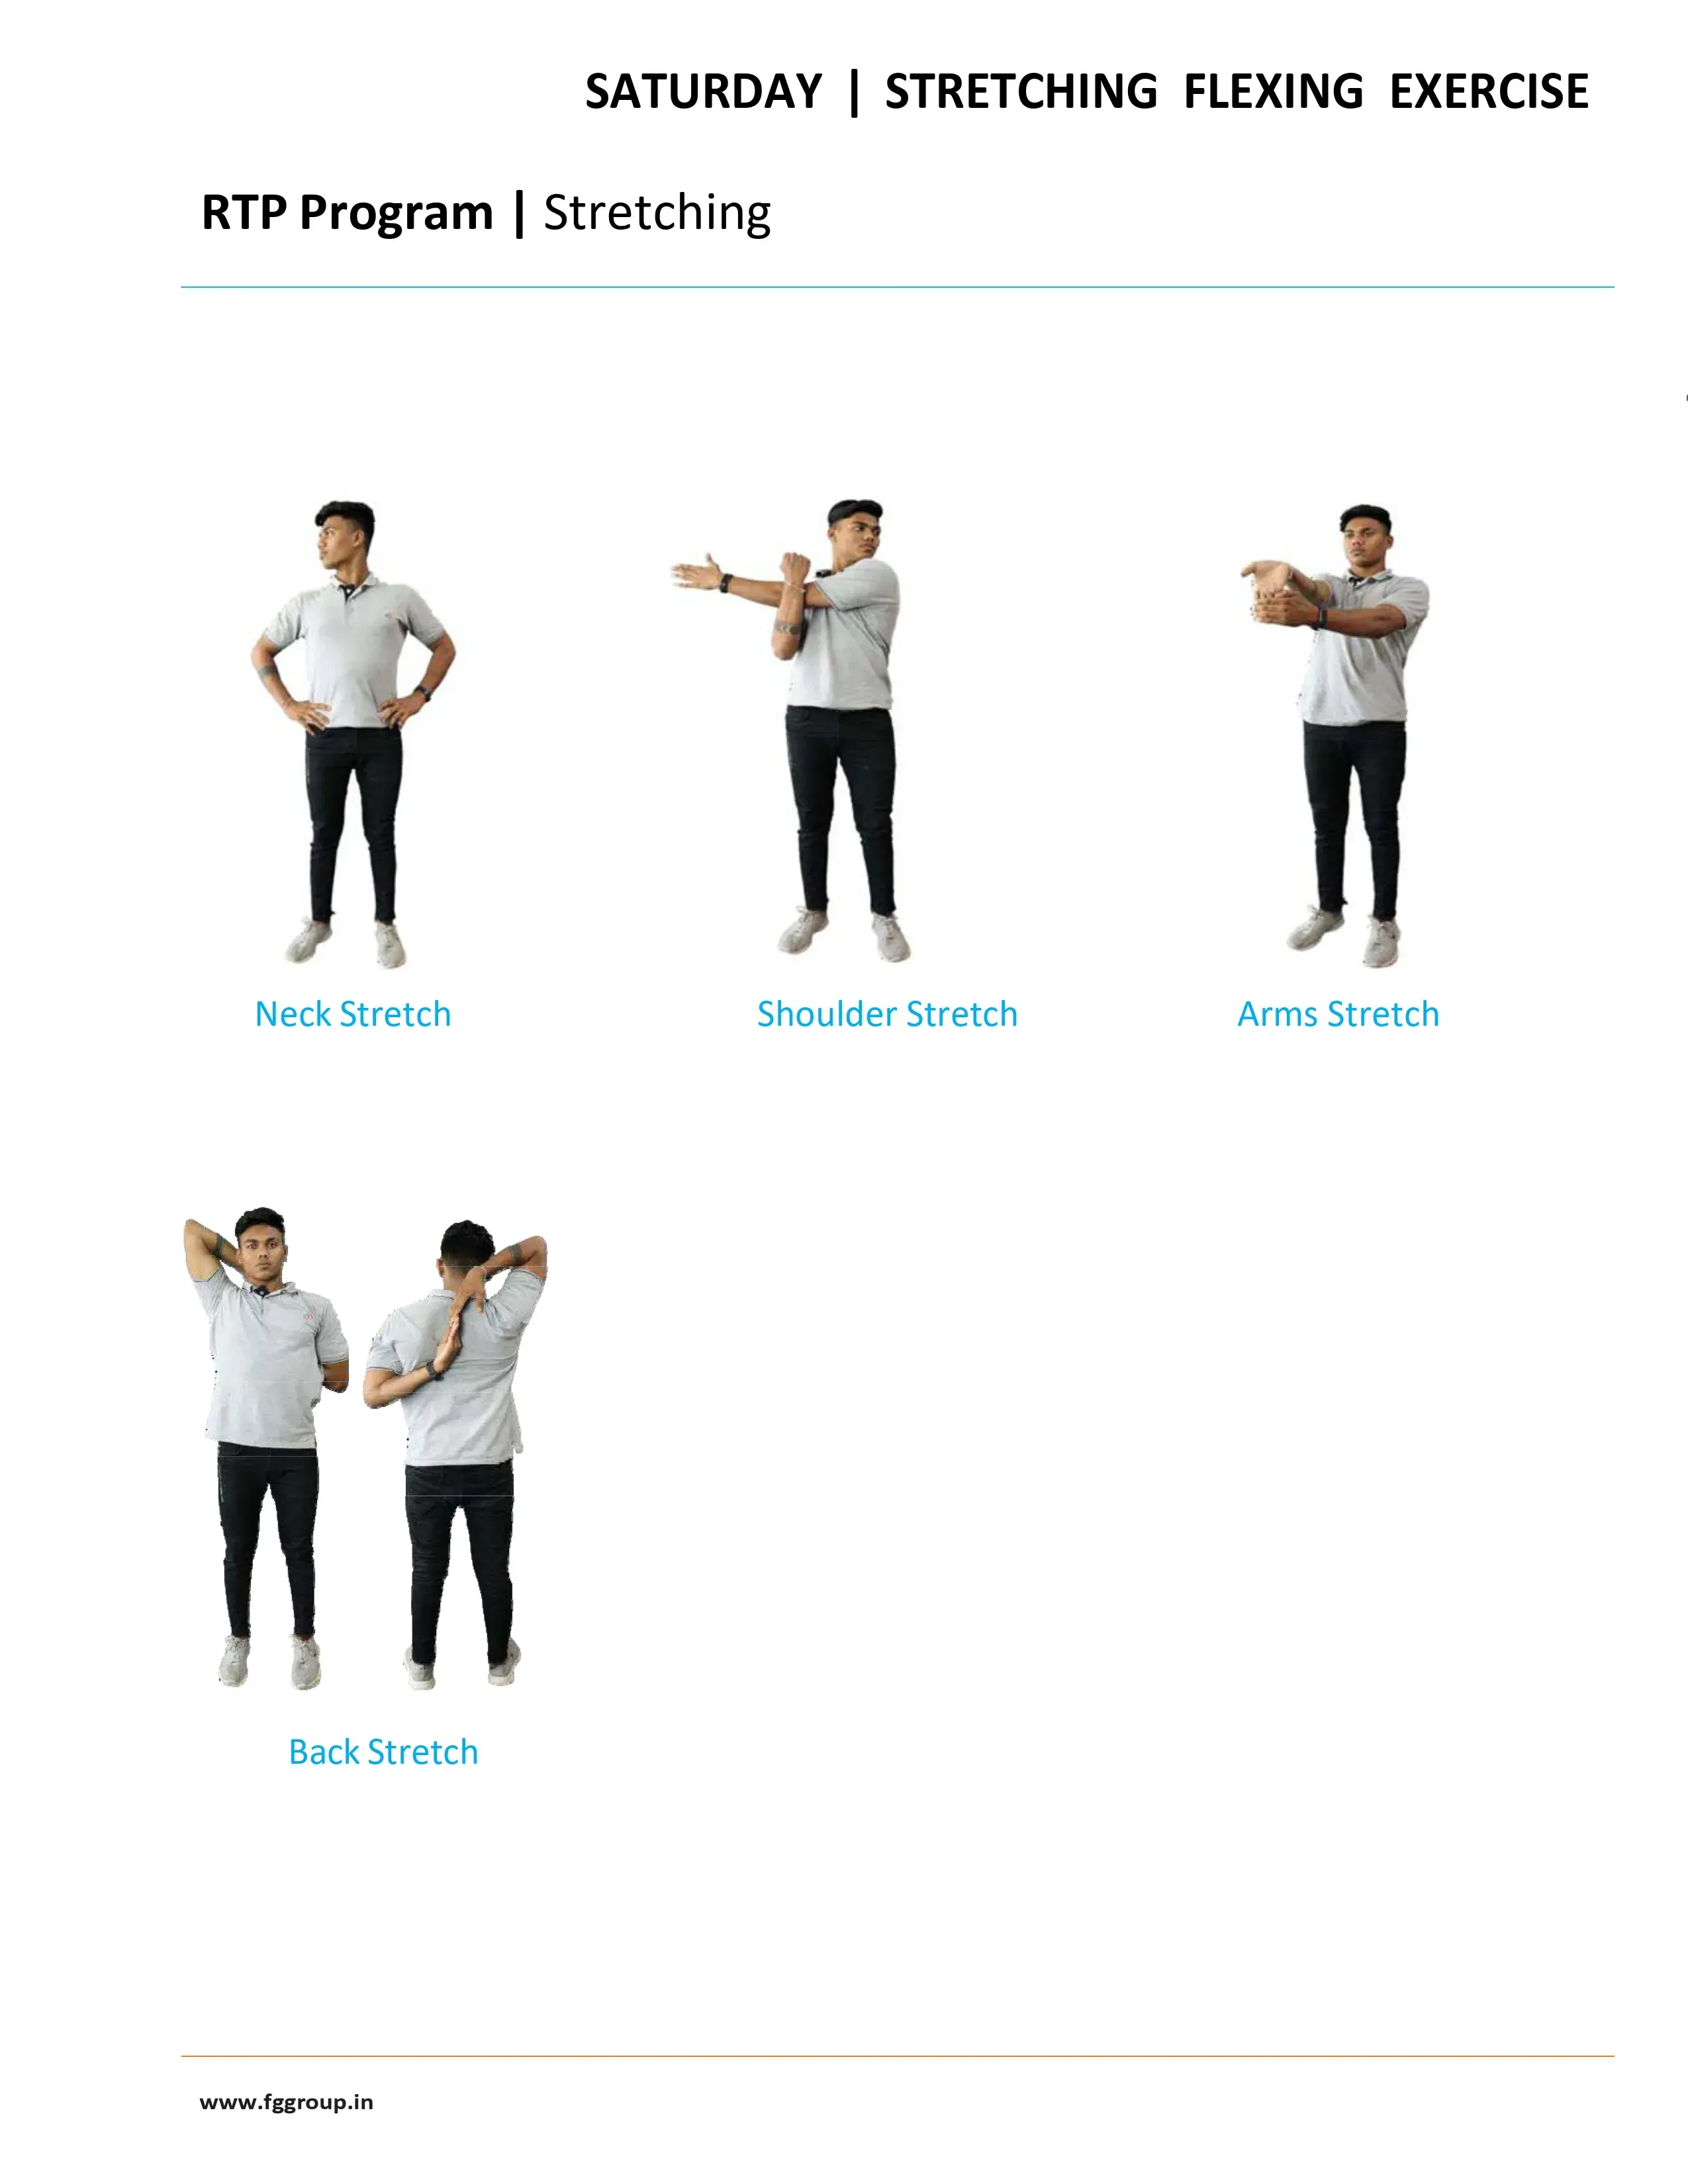 SATURDAY | STRETCHING FLEXING EXERCISE
RTP Program | Stretching
Neck Stretch
Shoulder Stretch
Arms Stretch
Back Stretch
www.fggroup.in